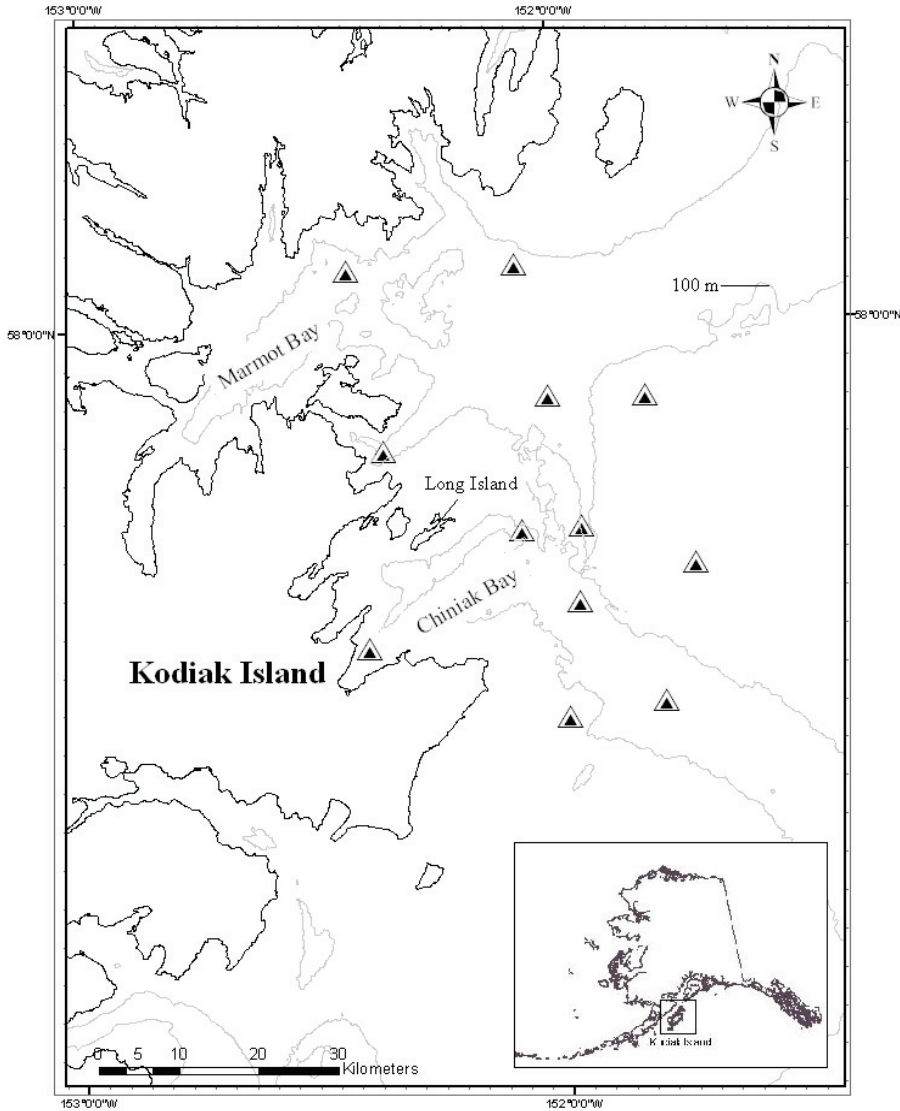 153°0'0"W 152°0'0"W
N
W E
S
100 m
58°0'0"N 58°0'0"N
Marmot Bay
Long Island
Chiniak Bay
Kodiak Island
0 5 10 20 30
Kilometers
Kodiak Island
153°0'0"W 152°0'0"W